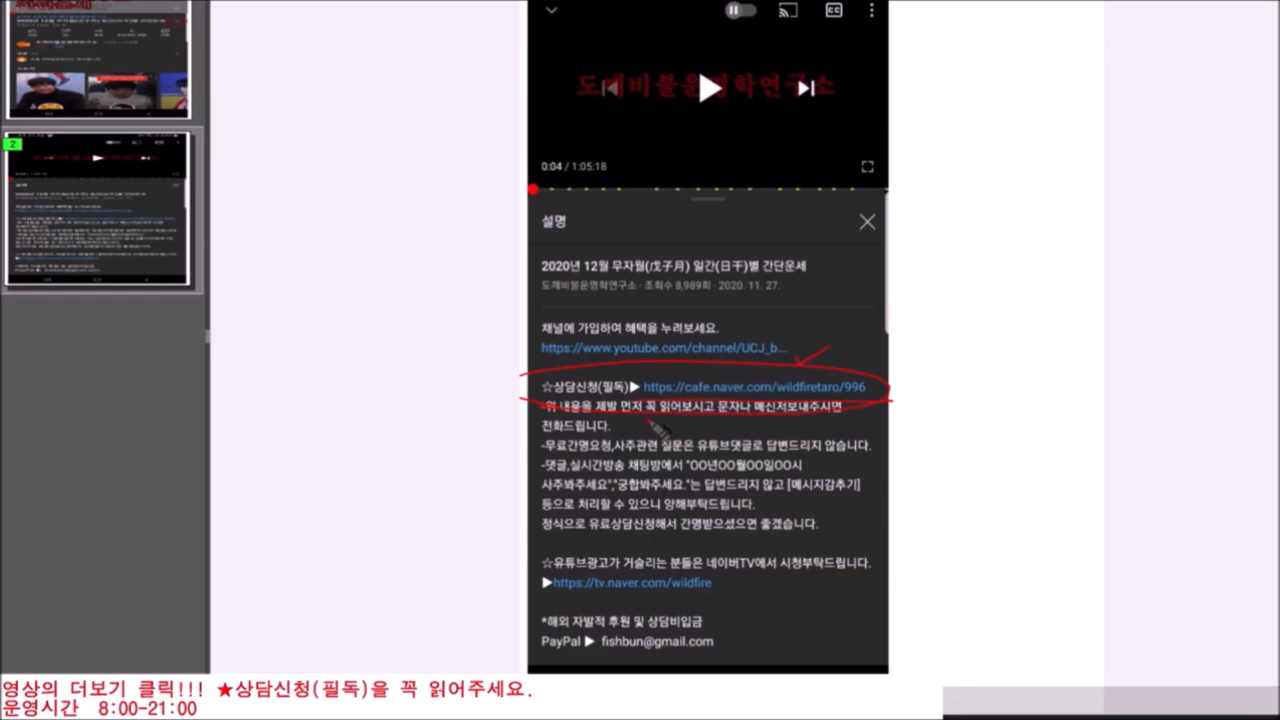 2
도깨비불운명학연구소
0:04 / 1:05:18
설명
2020년 12월 무자월(戊子月) 일간(日干)별 간단운세
도깨비불운명학연구소 · 조회수 8,989회 · 2020. 11. 27.
채널에 가입하여 혜택을 누려보세요.
https://www.youtube.com/channel/UCJ_b...
☆상담신청(필독)▶ https://cafe.naver.com/wildfiretaro/996
-위 내용을 제발 먼저 꼭 읽어보시고 문자나 메신저보내주시면
전화드립니다.
-무료간명요청,사주관련 질문은 유튜브댓글로 답변드리지 않습니다.
-댓글,실시간방송 채팅방에서 "OO년OO월OO일OO시
사주봐주세요","궁합봐주세요."는 답변드리지 않고 [메시지감추기]
등으로 처리할 수 있으니 양해부탁드립니다.
정식으로 유료상담신청해서 간명받으셨으면 좋겠습니다.
☆유튜브광고가 거슬리는 분들은 네이버TV에서 시청부탁드립니다.
▶https://tv.naver.com/wildfire
*해외 자발적 후원 및 상담비입금
PayPal ▶ fishbun@gmail.com
영상의 더보기 클릭!!! ★상담신청(필독)을 꼭 읽어주세요.
운영시간 8:00-21:00